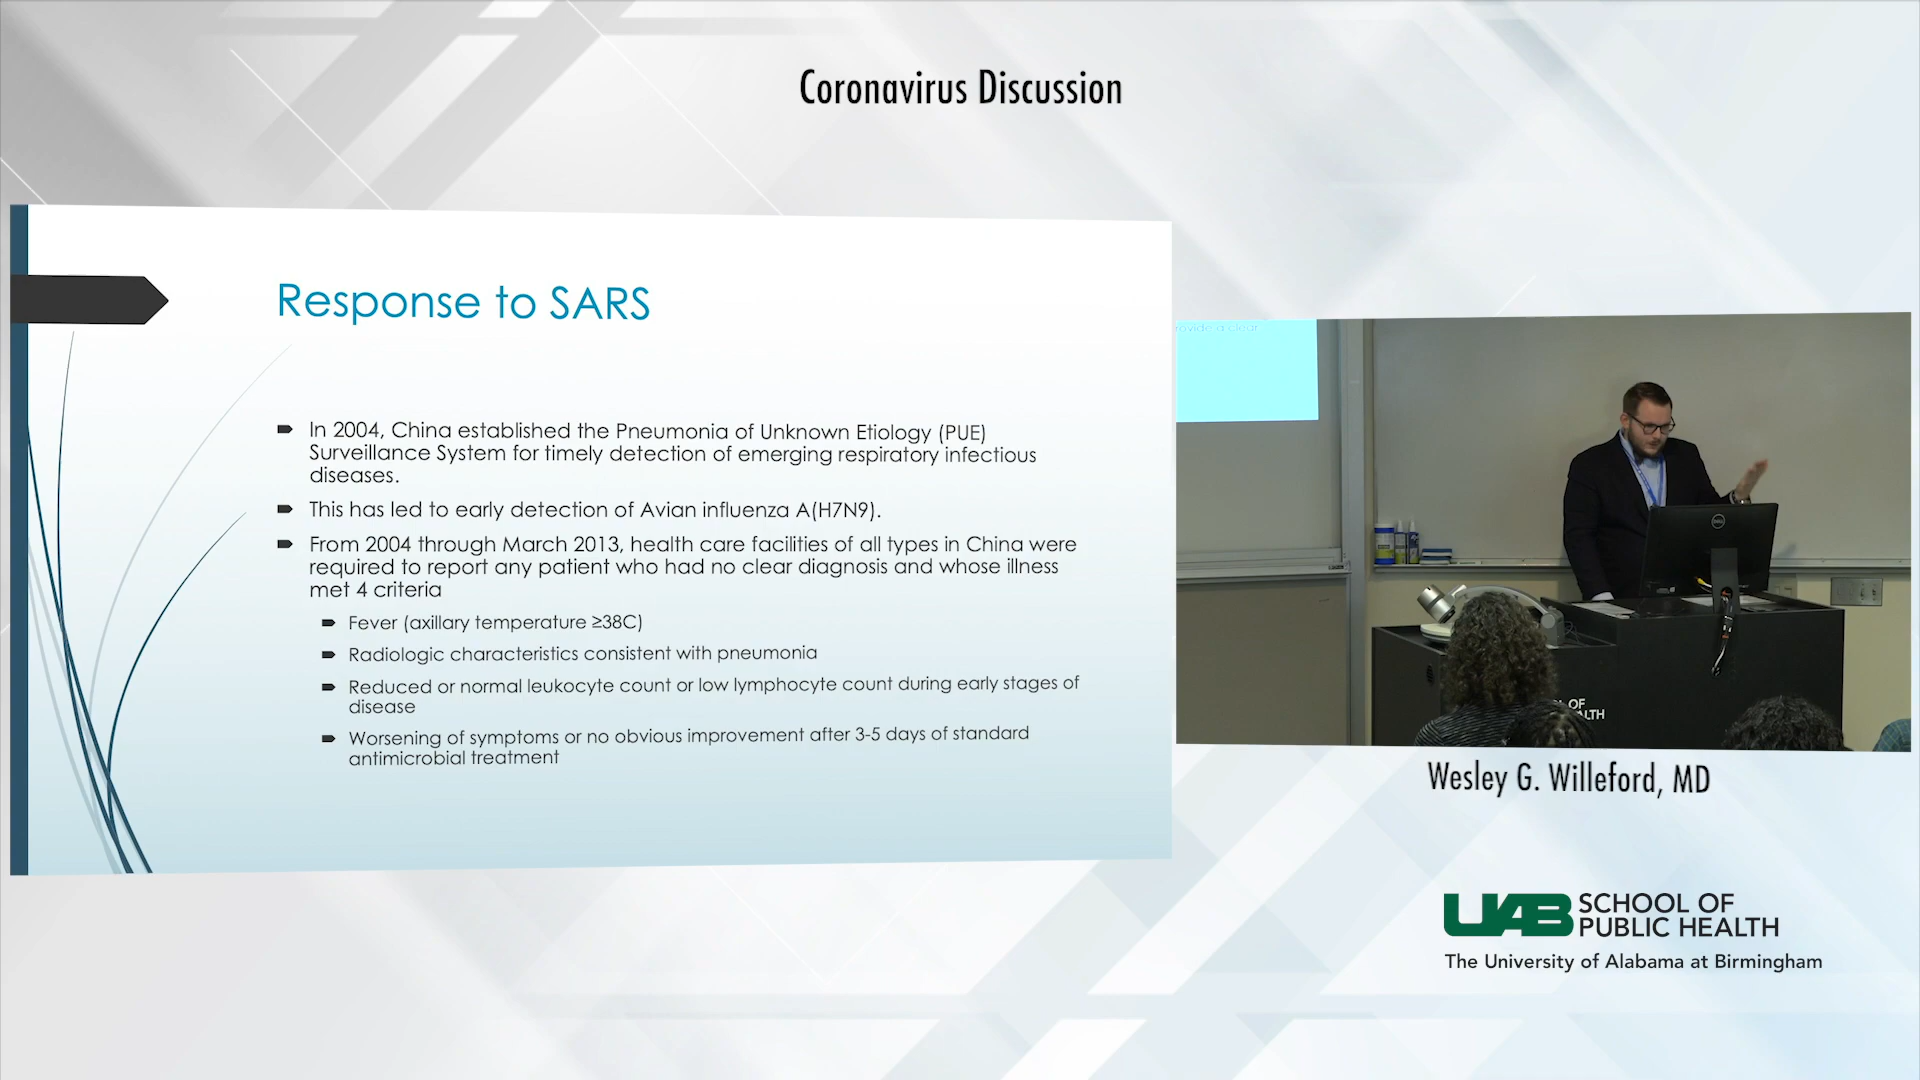 Coronavirus Discussion
Response to SARS
In 2004, China established the Pneumonia of Unknown Etiology (PUE)
Surveillance System for timely detection of emerging respiratory infectious
diseases.
This has led to early detection of Avian influenza A(H7N9).
From 2004 through March 2013, health care facilities of all types in China were
required to report any patient who had no clear diagnosis and whose illness
met 4 criteria
Fever (axillary temperature ≥38C)
Radiologic characteristics consistent with pneumonia
Reduced or normal leukocyte count or low lymphocyte count during early stages of
disease
Worsening of symptoms or no obvious improvement after 3-5 days of standard
antimicrobial treatment
rovide a clear
DELL
OL OF
ALTH
Wesley G. Willeford, MD
UAB SCHOOL OF
PUBLIC HEALTH
The University of Alabama at Birmingham